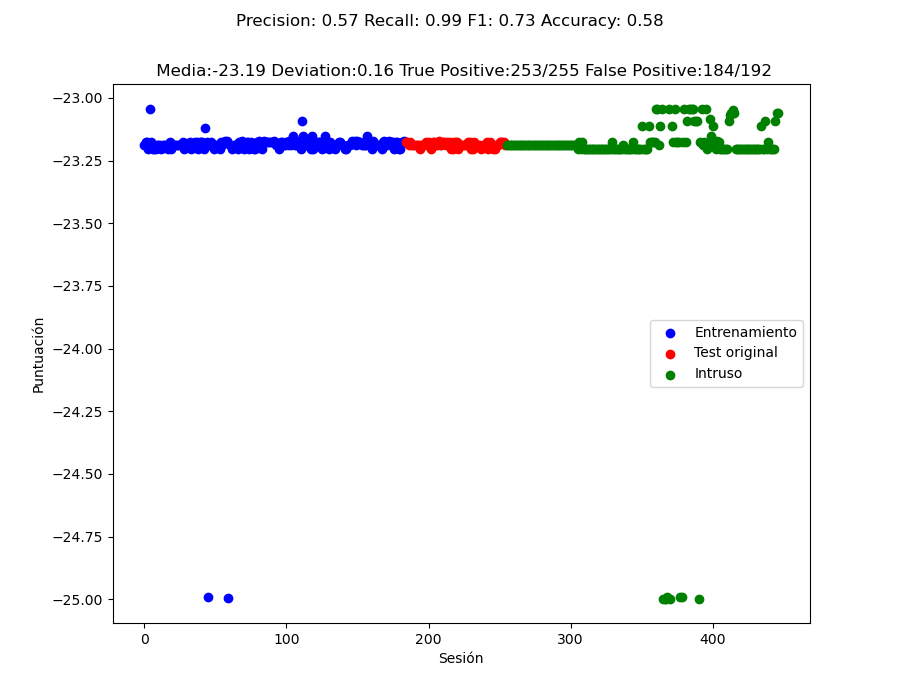 Precision: 0.57 Recall: 0.99 F1: 0.73 Accuracy: 0.58
Media:-23.19 Deviation:0.16 True Positive:253/255 False Positive:184/192
−23.00
−23.25
−23.50
−23.75
−24.00
−24.25
−24.50
−24.75
−25.00
Puntuación
Entrenamiento
Test original
Intruso
0 100 200 300 400
Sesión